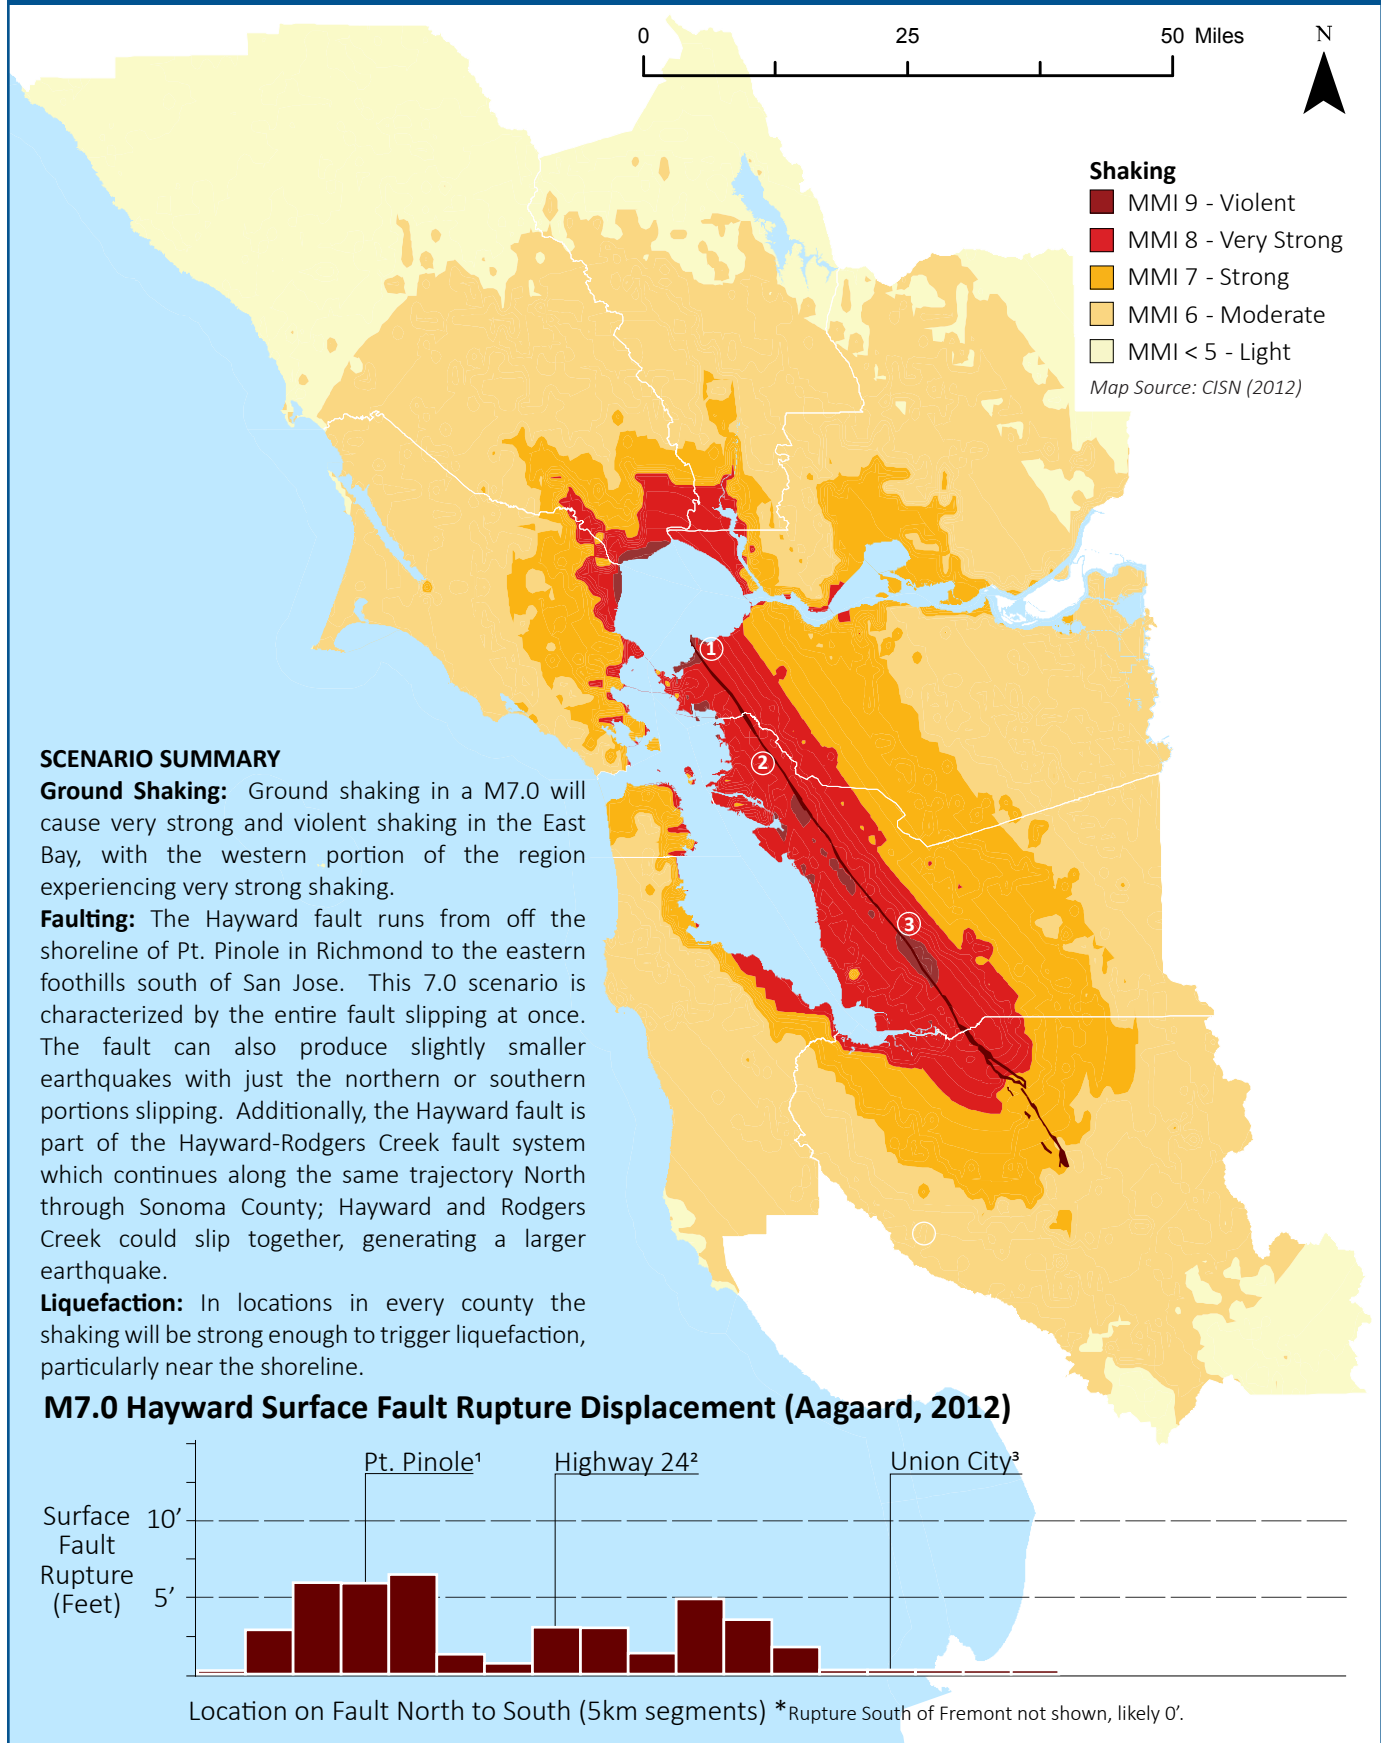 0 25 50 Miles N
Shaking
MMI 9 - Violent
MMI 8 - Very Strong
MMI 7 - Strong
MMI 6 - Moderate
MMI < 5 - Light
Map Source: CISN (2012)
1
2
3
SCENARIO SUMMARY
Ground Shaking: Ground shaking in a M7.0 will
cause very strong and violent shaking in the East
Bay, with the western portion of the region
experiencing very strong shaking.
Faulting: The Hayward fault runs from off the
shoreline of Pt. Pinole in Richmond to the eastern
foothills south of San Jose. This 7.0 scenario is
characterized by the entire fault slipping at once.
The fault can also produce slightly smaller
earthquakes with just the northern or southern
portions slipping. Additionally, the Hayward fault is
part of the Hayward-Rodgers Creek fault system
which continues along the same trajectory North
through Sonoma County; Hayward and Rodgers
Creek could slip together, generating a larger
earthquake.
Liquefaction: In locations in every county the
shaking will be strong enough to trigger liquefaction,
particularly near the shoreline.
M7.0 Hayward Surface Fault Rupture Displacement (Aagaard, 2012)
Pt. Pinole¹ Highway 24² Union City³
Surface
Fault
Rupture
(Feet)
10′
5′
Location on Fault North to South (5km segments) *Rupture South of Fremont not shown, likely 0′.